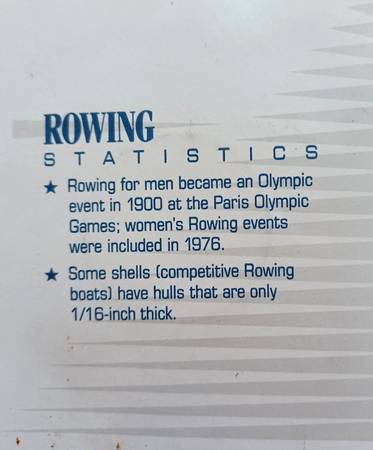 ROWING
STATISTICS
★ Rowing for men became an Olympic
event in 1900 at the Paris Olympic
Games; women's Rowing events
were included in 1976.
★ Some shells (competitive Rowing
boats) have hulls that are only
1/16-inch thick.